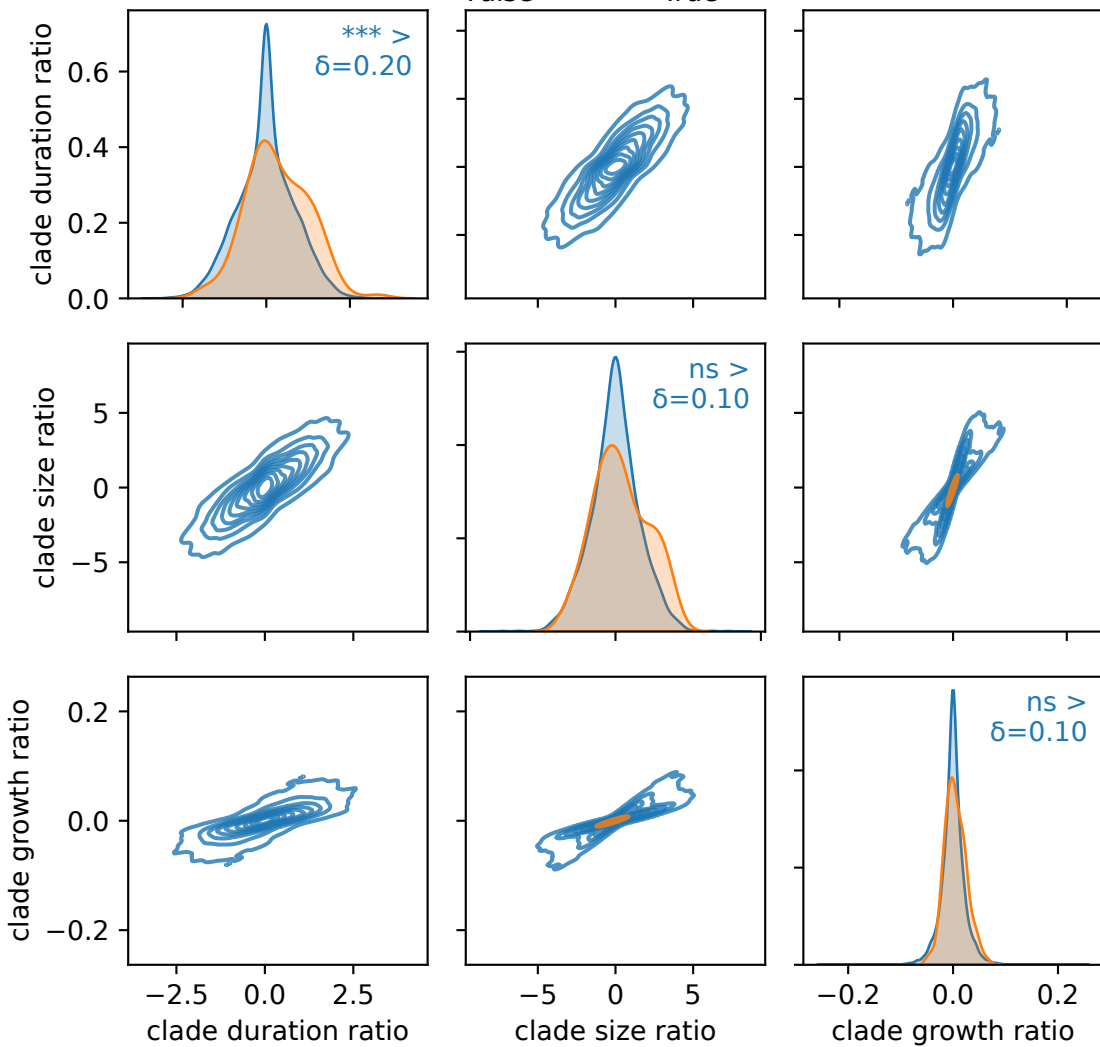 clade duration ratio
0.6
0.4
0.2
0.0
*** >
δ=0.20
clade size ratio
5
0
−5
ns >
δ=0.10
clade growth ratio
0.2
0.0
−0.2
ns >
δ=0.10
−2.5 0.0 2.5
clade duration ratio
−5 0 5
clade size ratio
−0.2 0.0 0.2
clade growth ratio